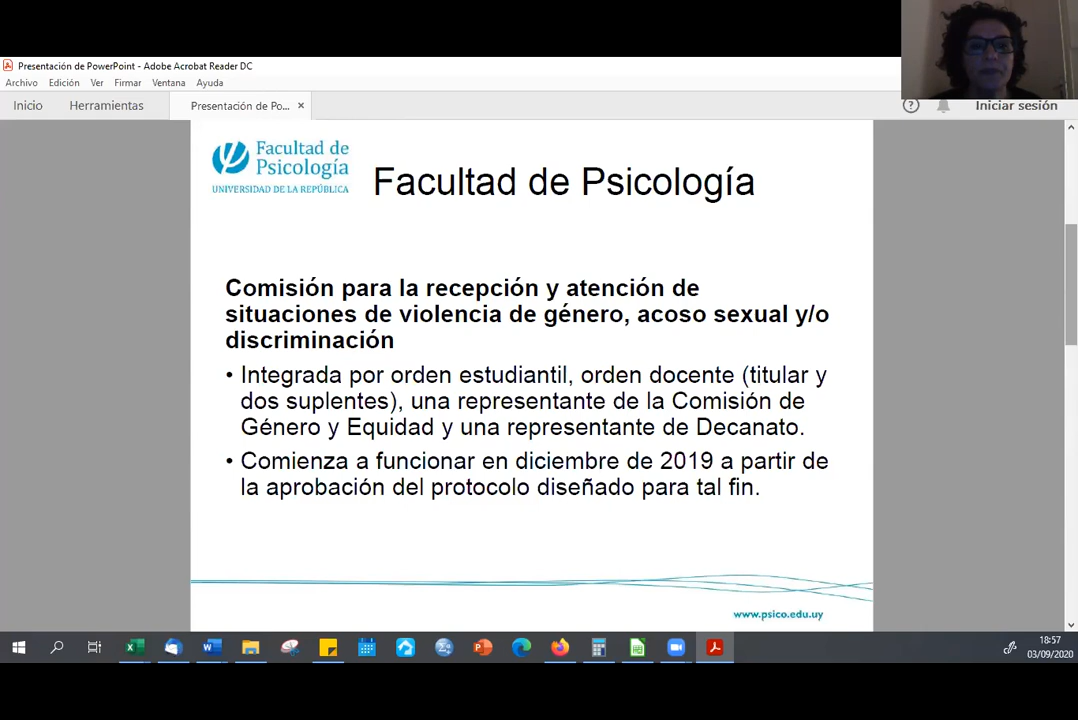 Presentación de PowerPoint - Adobe Acrobat Reader DC
Archivo Edición Ver Firmar Ventana Ayuda
Inicio Herramientas Presentación de Po... × Iniciar sesión
Facultad de
Psicología
UNIVERSIDAD DE LA REPÚBLICA
Facultad de Psicología
Comisión para la recepción y atención de
situaciones de violencia de género, acoso sexual y/o
discriminación
• Integrada por orden estudiantil, orden docente (titular y
dos suplentes), una representante de la Comisión de
Género y Equidad y una representante de Decanato.
• Comienza a funcionar en diciembre de 2019 a partir de
la aprobación del protocolo diseñado para tal fin.
www.psico.edu.uy
18:57
03/09/2020